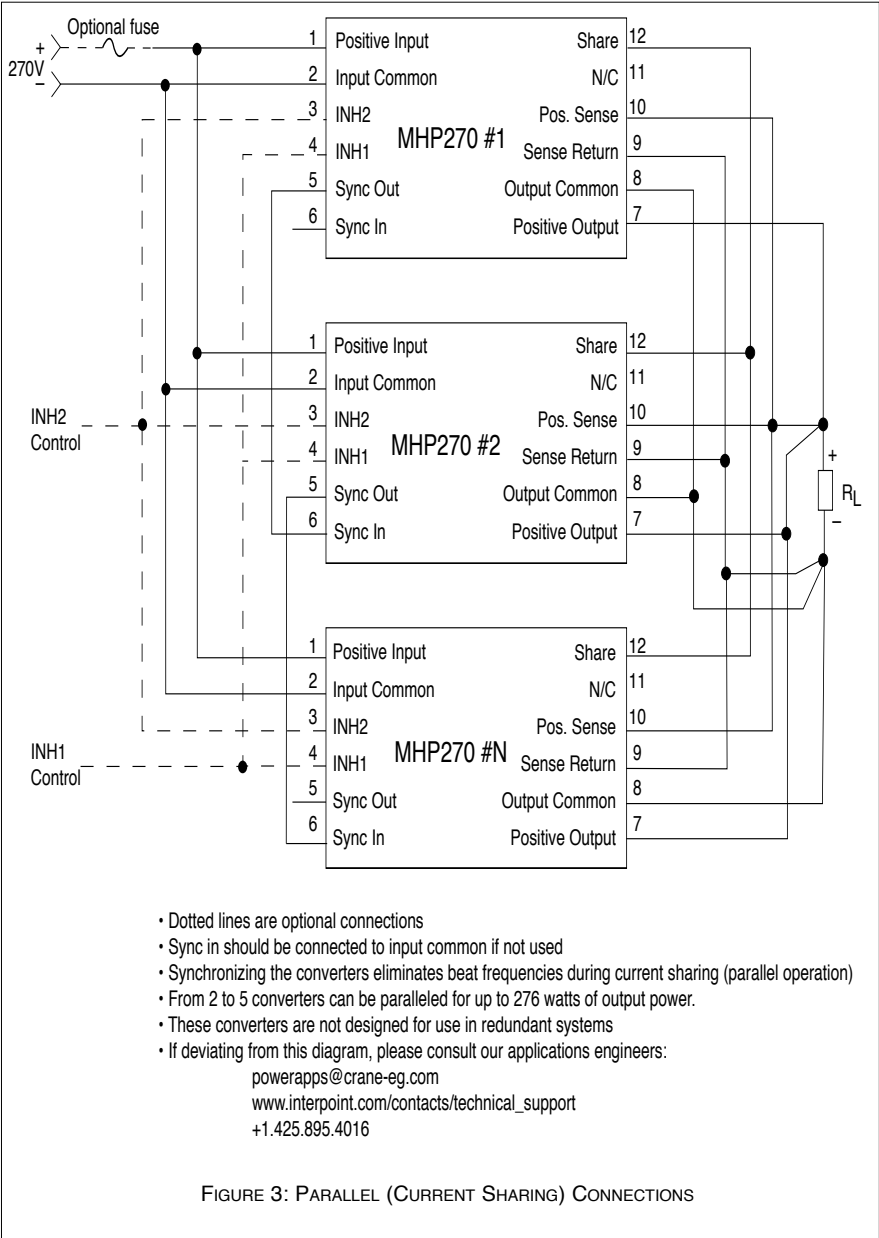 Optional fuse
+
270V
–
1 Positive Input Share 12
2 Input Common N/C 11
3 INH2 Pos. Sense 10
4 INH1 MHP270 #1 Sense Return 9
5 Sync Out Output Common 8
6 Sync In Positive Output 7
1 Positive Input Share 12
2 Input Common N/C 11
INH2 Control
3 INH2 Pos. Sense 10
4 INH1 MHP270 #2 Sense Return 9
5 Sync Out Output Common 8
6 Sync In Positive Output 7
+
RL
–
1 Positive Input Share 12
2 Input Common N/C 11
3 INH2 Pos. Sense 10
INH1 Control
4 INH1 MHP270 #N Sense Return 9
5 Sync Out Output Common 8
6 Sync In Positive Output 7
• Dotted lines are optional connections
• Sync in should be connected to input common if not used
• Synchronizing the converters eliminates beat frequencies during current sharing (parallel operation)
• From 2 to 5 converters can be paralleled for up to 276 watts of output power.
• These converters are not designed for use in redundant systems
• If deviating from this diagram, please consult our applications engineers:
powerapps@crane-eg.com
www.interpoint.com/contacts/technical_support
+1.425.895.4016
FIGURE 3: PARALLEL (CURRENT SHARING) CONNECTIONS